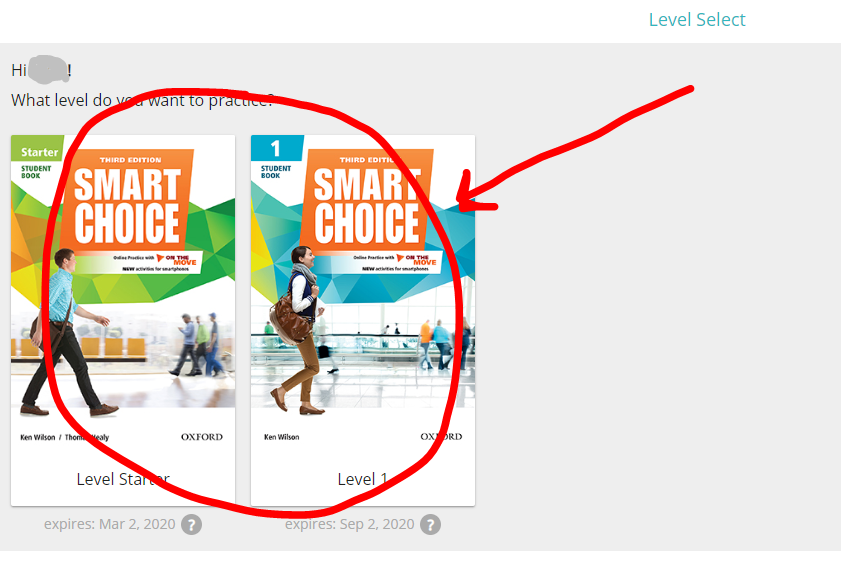 Level Select
Hi !
What level do you want to practice?
Starter
STUDENT
BOOK
THIRD EDITION
SMART
CHOICE
Online Practice with ON THE
MOVE
NEW activities for smartphones
Ken Wilson / Thomas Healy
OXFORD
Level Starter
expires: Mar 2, 2020 ?
1
STUDENT
BOOK
THIRD EDITION
SMART
CHOICE
Online Practice with ON THE
MOVE
NEW activities for smartphones
Ken Wilson
OXFORD
Level 1
expires: Sep 2, 2020 ?